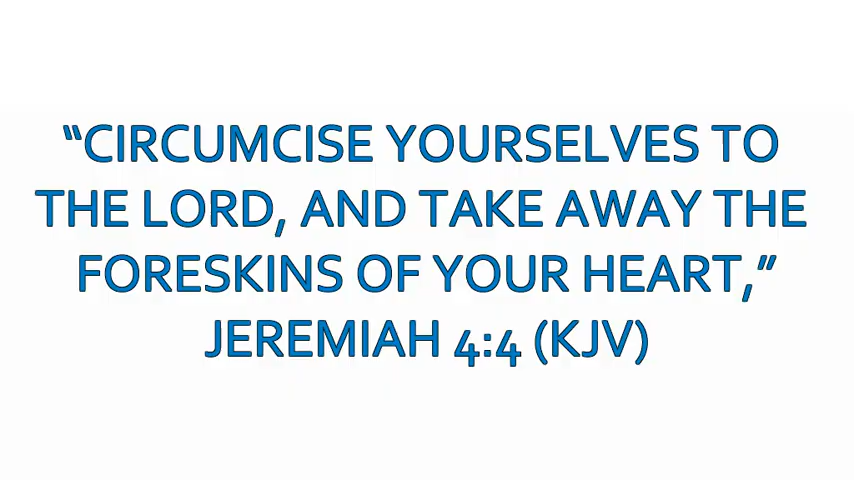 “CIRCUMCISE YOURSELVES TO
THE LORD, AND TAKE AWAY THE
FORESKINS OF YOUR HEART,”
JEREMIAH 4:4 (KJV)